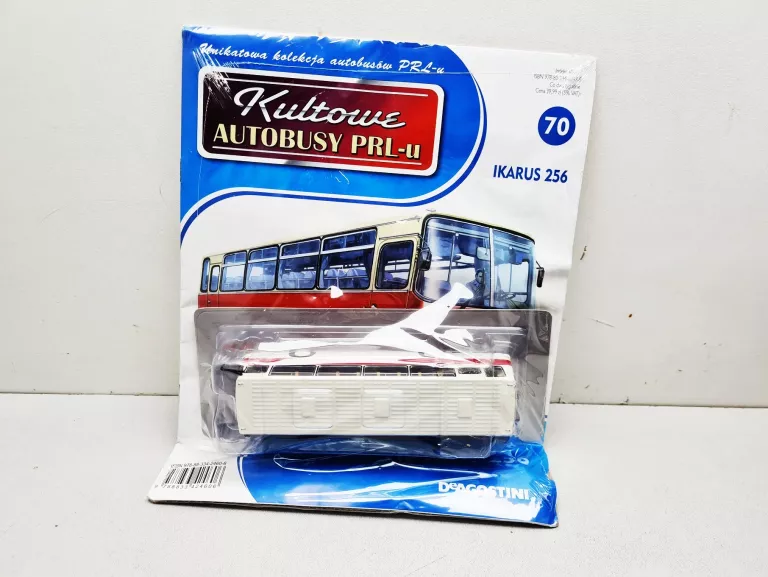 Unikatowa kolekcja autobusów PRL-u
Kultowe
AUTOBUSY PRL-u
70
IKARUS 256
DEAGOSTINI